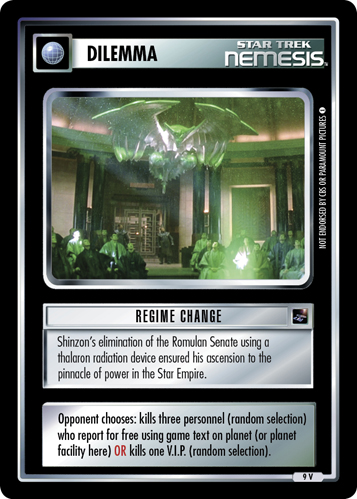 DILEMMA
STAR TREK
NEMESIS
NOT ENDORSED BY CBS OR PARAMOUNT PICTURES
REGIME CHANGE
Shinzon's elimination of the Romulan Senate using a
thalaron radiation device ensured his ascension to the
pinnacle of power in the Star Empire.
Opponent chooses: kills three personnel (random selection)
who report for free using game text on planet (or planet
facility here) OR kills one V.I.P. (random selection).
9 V